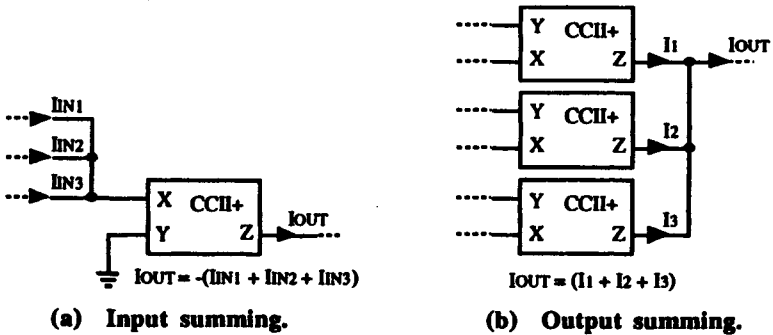 IIN1
IIN2
IIN3
X CCII+
Y Z
IOUT
IOUT = -(IIN1 + IIN2 + IIN3)
(a) Input summing.
Y CCII+
X Z
I1
IOUT
Y CCII+
X Z
I2
Y CCII+
X Z
I3
IOUT = (I1 + I2 + I3)
(b) Output summing.